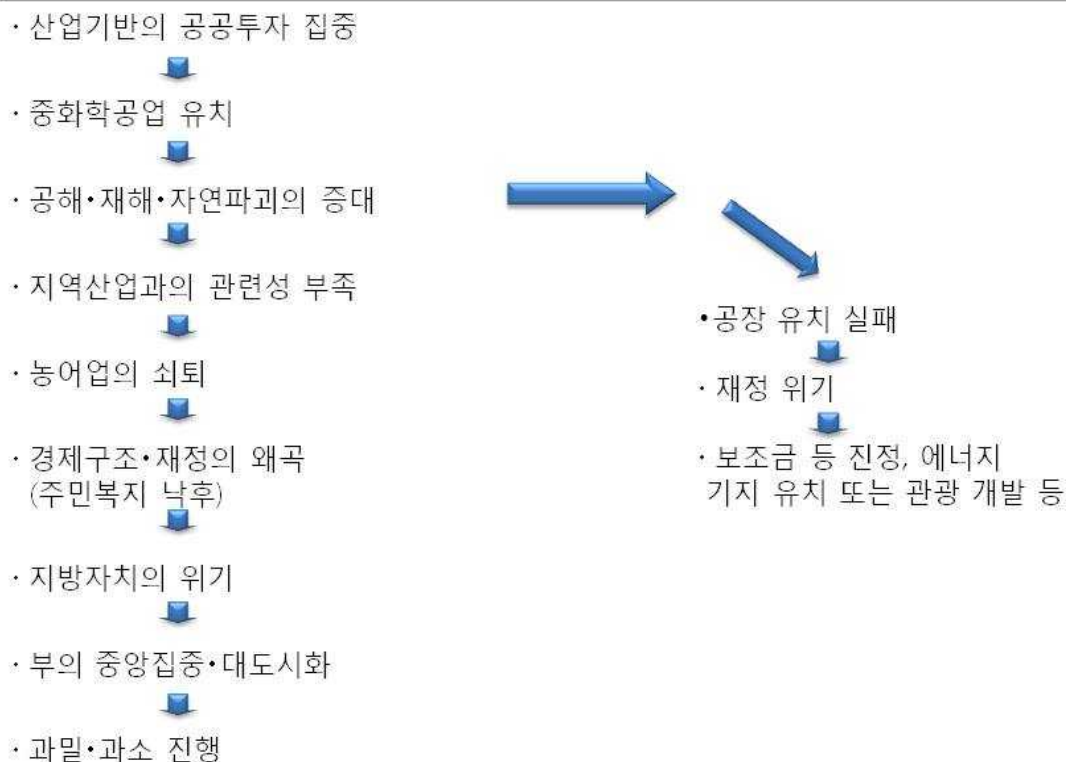 · 산업기반의 공공투자 집중
· 중화학공업 유치
· 공해•재해•자연파괴의 증대
· 지역산업과의 관련성 부족
· 농어업의 쇠퇴
· 경제구조•재정의 왜곡
(주민복지 낙후)
· 지방자치의 위기
· 부의 중앙집중•대도시화
· 과밀•과소 진행
•공장 유치 실패
· 재정 위기
· 보조금 등 진정, 에너지
기지 유치 또는 관광 개발 등